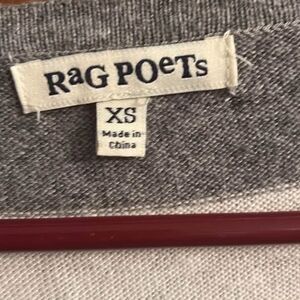 RaG POeTs
XS
Made in
China